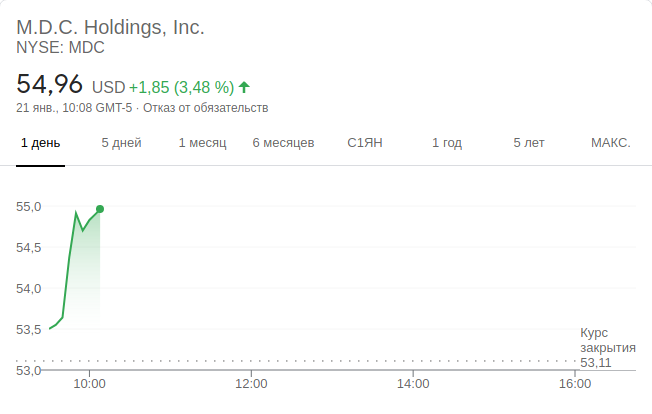 M.D.C. Holdings, Inc.
NYSE: MDC
54,96 USD +1,85 (3,48 %)
21 янв., 10:08 GMT-5 · Отказ от обязательств
1 день 5 дней 1 месяц 6 месяцев С1ЯН 1 год 5 лет МАКС.
55,0
54,5
54,0
53,5
53,0
Курс
закрытия
53,11
10:00 12:00 14:00 16:00